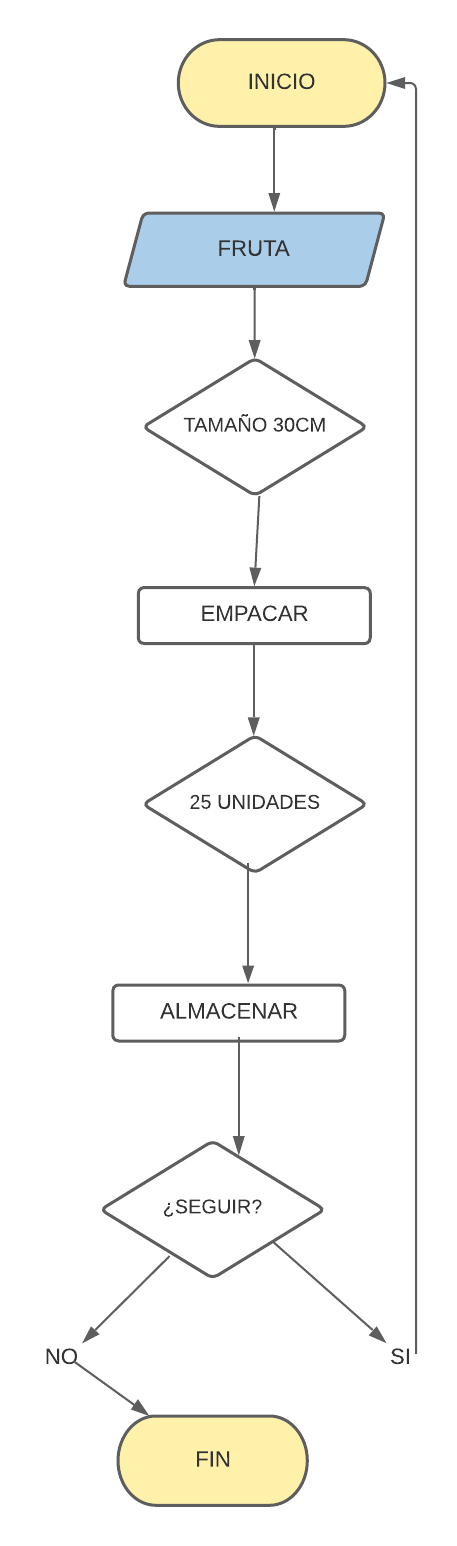 INICIO
FRUTA
TAMAÑO 30CM
EMPACAR
25 UNIDADES
ALMACENAR
¿SEGUIR?
NO
SI
FIN